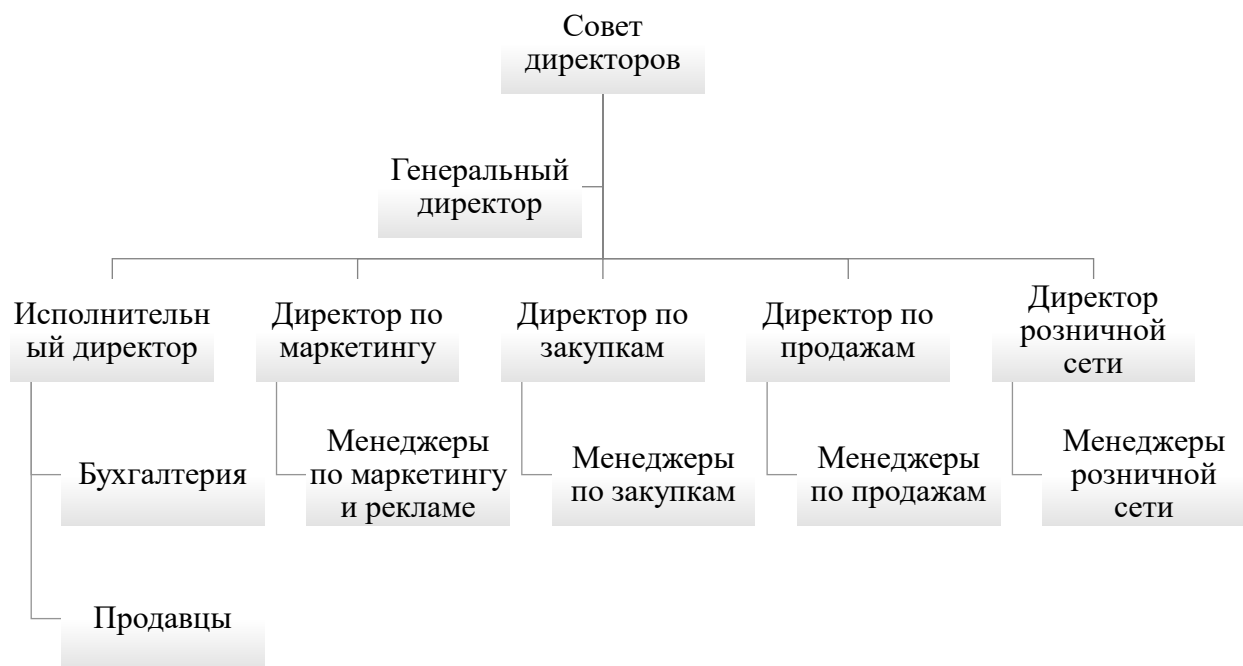 Совет
директоров
Генеральный
директор
Исполнительн
ый директор
Директор по
маркетингу
Директор по
закупкам
Директор по
продажам
Директор
розничной
сети
Бухгалтерия
Менеджеры
по маркетингу
и рекламе
Менеджеры
по закупкам
Менеджеры
по продажам
Менеджеры
розничной
сети
Продавцы